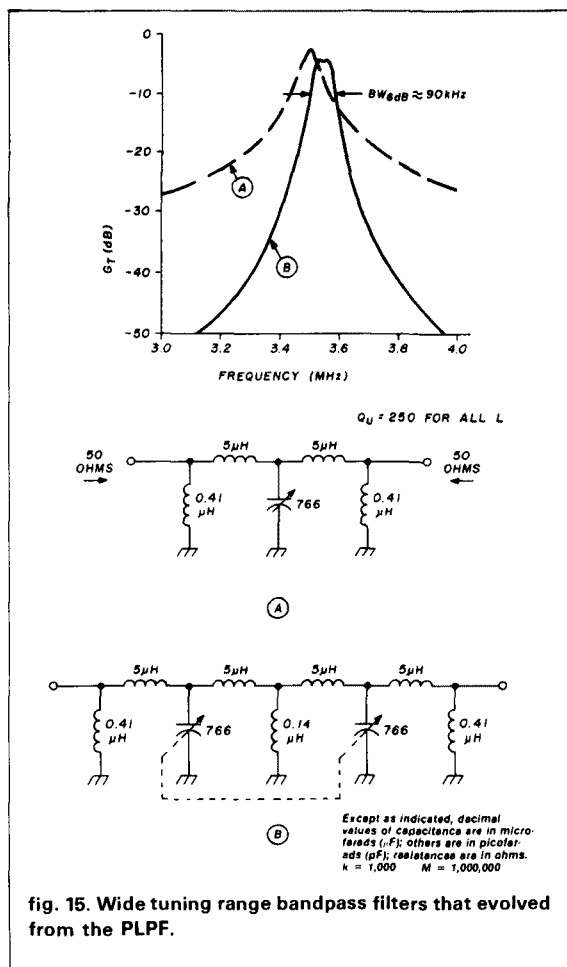 0
-10
-20
-30
-40
-50
G_T (dB)
BW6dB ≈ 90kHz
A
B
3.0 3.2 3.4 3.6 3.8 4.0
FREQUENCY (MHz)
Q_U = 250 FOR ALL L
50 OHMS
5μH 5μH
50 OHMS
0.41 μH
766
0.41 μH
A
5μH 5μH 5μH 5μH
0.41 μH
766
0.14 μH
766
0.41 μH
B
Except as indicated, decimal
values of capacitance are in micro-
farads (μF); others are in picofar-
ads (pF); resistances are in ohms.
k = 1,000 M = 1,000,000
fig. 15. Wide tuning range bandpass filters that evolved
from the PLPF.